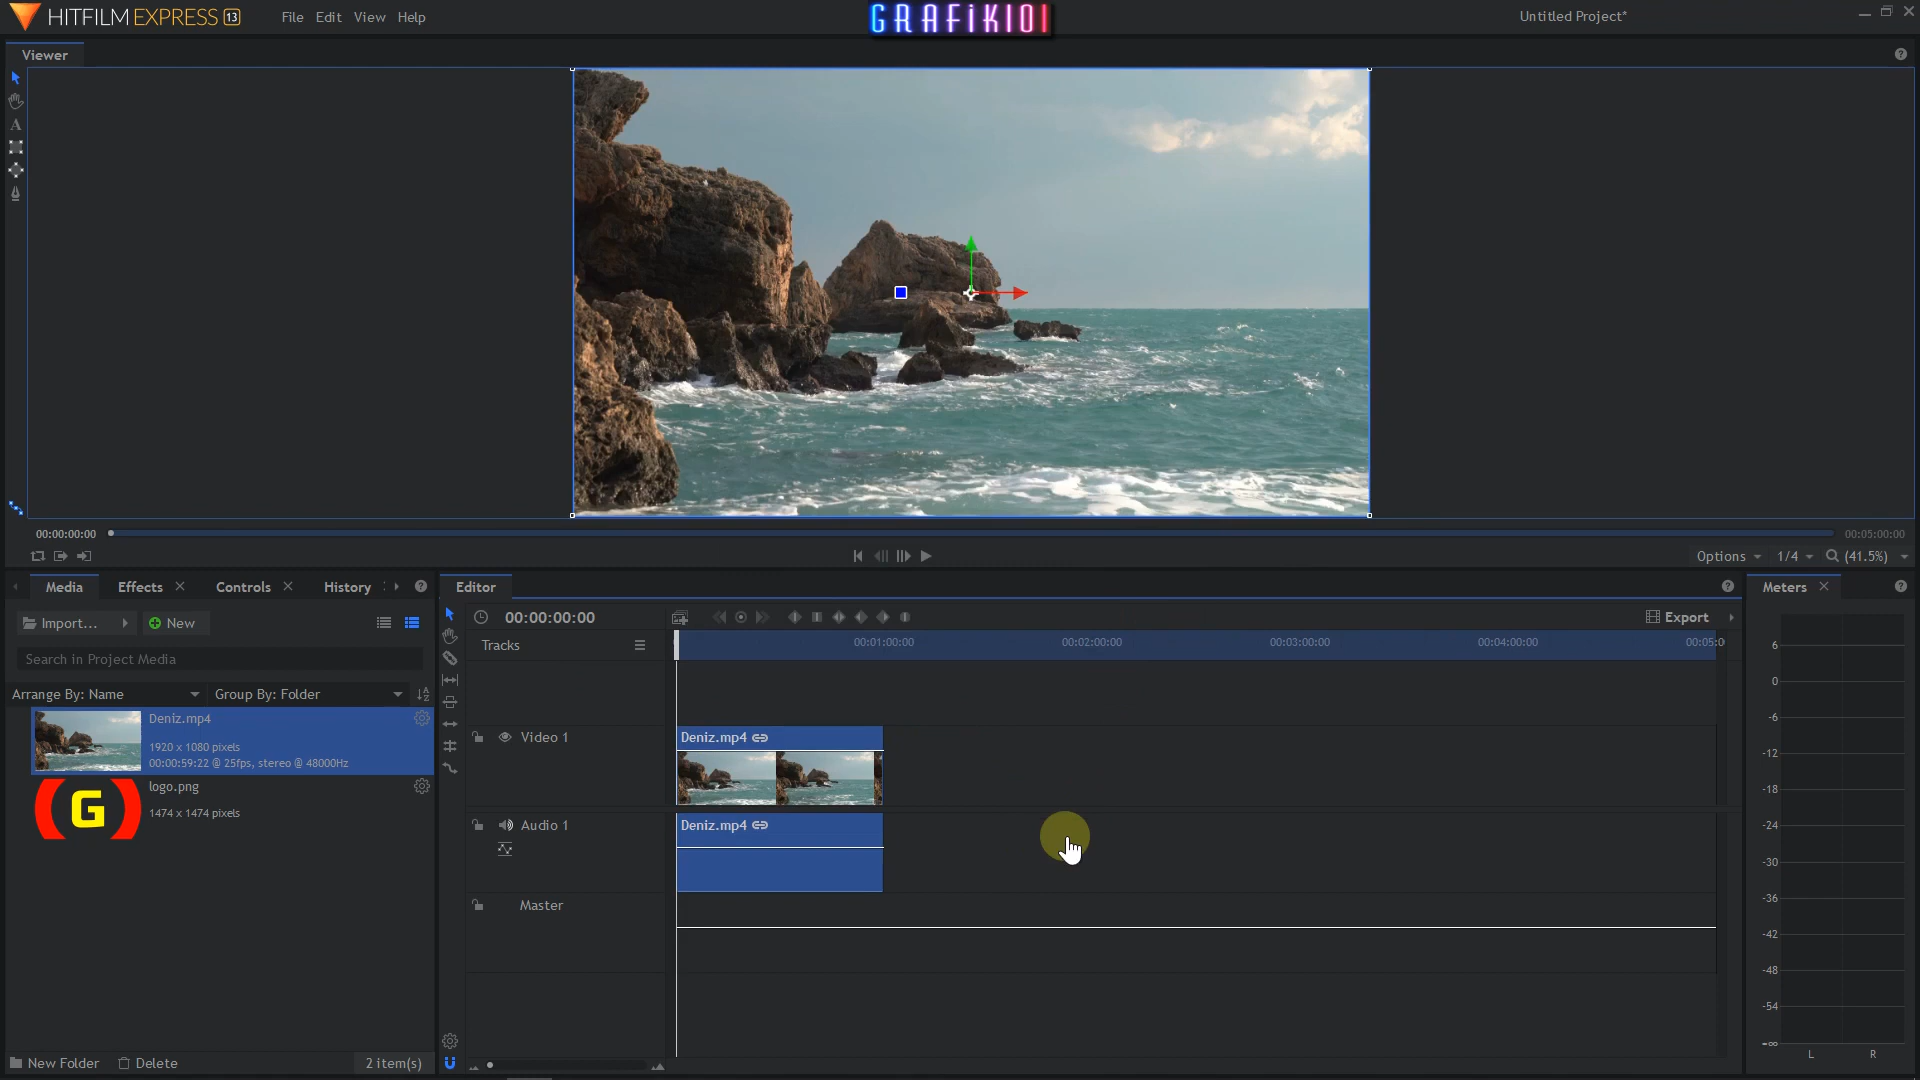 HITFILM EXPRESS 13
File Edit View Help
GRAFİK101
Untitled Project*
Viewer
00:00:00:00
00:05:00:00
Options 1/4 (41.5%)
Media Effects Controls History
Import... New
Search in Project Media
Arrange By: Name Group By: Folder
Deniz.mp4
1920 x 1080 pixels
00:00:59:22 @ 25fps, stereo @ 48000Hz
logo.png
(G)
1474 x 1474 pixels
New Folder Delete 2 item(s)
Editor
00:00:00:00
Export
Tracks
00:01:00:00 00:02:00:00 00:03:00:00 00:04:00:00 00:05:0
Video 1
Deniz.mp4
Audio 1
Deniz.mp4
Master
Meters
6
0
-6
-12
-18
-24
-30
-36
-42
-48
-54
-∞
L R